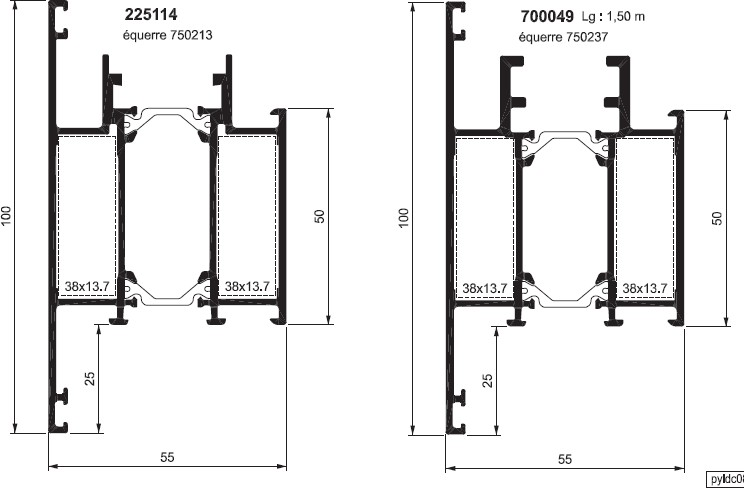 225114
équerre 750213
700049 Lg : 1,50 m
équerre 750237
100
50
38x13.7
38x13.7
25
55
100
50
38x13.7
38x13.7
25
55
pyldc08